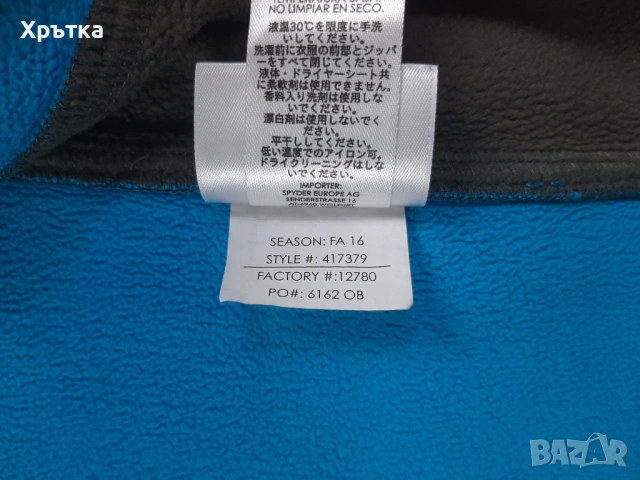 Хрътка
TEMPERATURA BAJA
NO LIMPIAR EN SECO.
液温30℃を限度に手洗
いしてください。
洗濯前に衣服の前部とジッパ
ーをすべて閉じてください。
液体・ドライヤーシート共
に柔軟剤は使用できません。
香料入り洗剤は使用しな
いでください。
漂白剤は使用しないでくだ
さい。
平干ししてください。
低い温度でのアイロン可。
ドライクリーニングはしな
いでください。
IMPORTER:
SPYDER EUROPE AG
SENDERSTRASSE 16
AT-6960 WOLFURT
SEASON: FA 16
STYLE #: 417379
FACTORY #:12780
PO#: 6162 OB
BAZAR